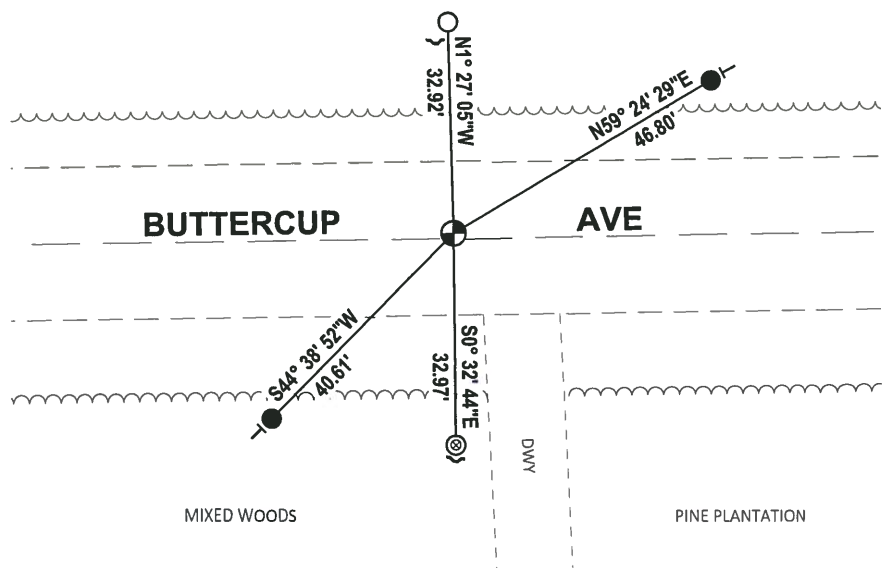 N1° 27' 05"W
32.92'
N59° 24' 29"E
46.80'
BUTTERCUP AVE
S44° 38' 52"W
40.61'
S0° 32' 44"E
32.97'
DWY
MIXED WOODS
PINE PLANTATION